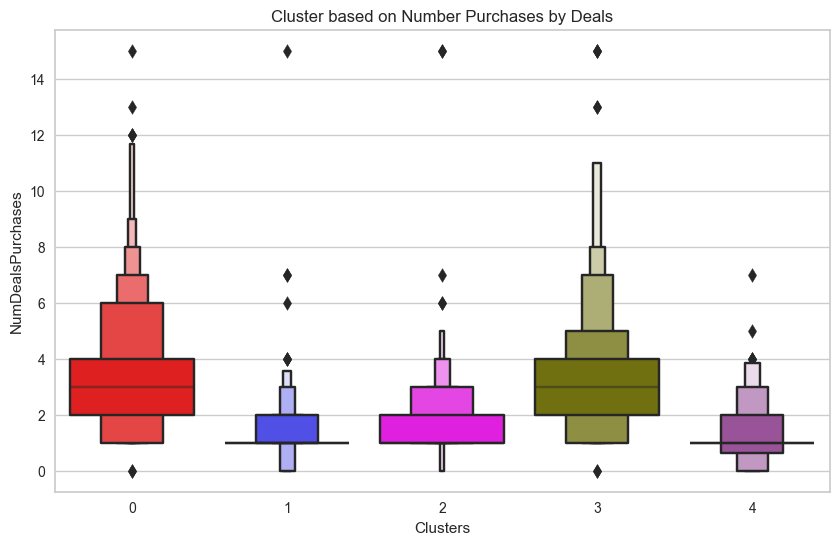 Cluster based on Number Purchases by Deals
NumDealsPurchases
14
12
10
8
6
4
2
0
0 1 2 3 4
Clusters